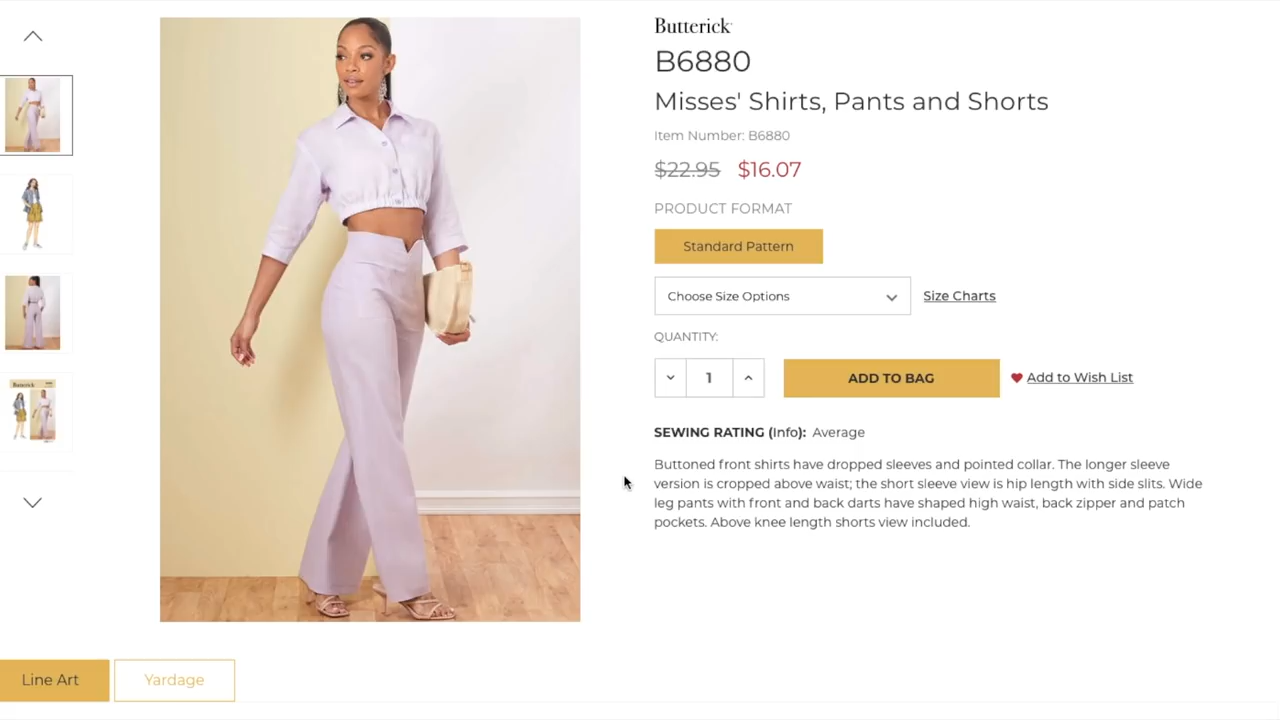 Butterick
B6880
Misses' Shirts, Pants and Shorts
Item Number: B6880
$22.95 $16.07
PRODUCT FORMAT
Standard Pattern
Choose Size Options
Size Charts
QUANTITY:
1
ADD TO BAG
Add to Wish List
SEWING RATING (Info): Average
Buttoned front shirts have dropped sleeves and pointed collar. The longer sleeve
version is cropped above waist; the short sleeve view is hip length with side slits. Wide
leg pants with front and back darts have shaped high waist, back zipper and patch
pockets. Above knee length shorts view included.
Butterick
Line Art
Yardage